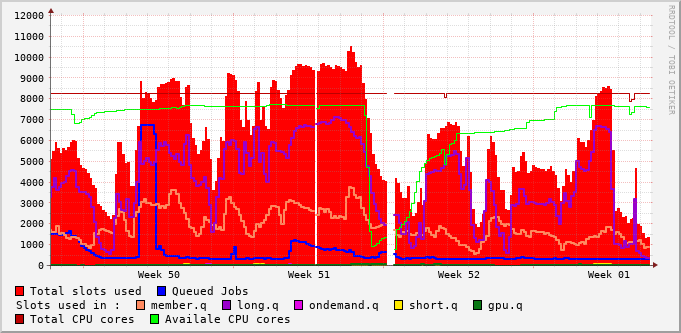 RRDTOOL / TOBI OETIKER
12000
11000
10000
9000
8000
7000
6000
5000
4000
3000
2000
1000
0
Week 50 Week 51 Week 52 Week 01
Total slots used Queued Jobs
Slots used in : member.q long.q ondemand.q short.q gpu.q
Total CPU cores Availale CPU cores